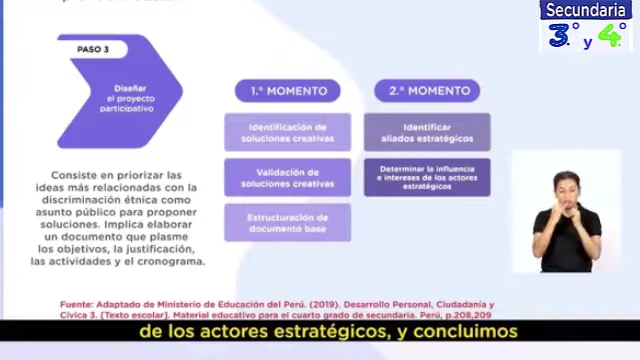 Secundaria
3.° y 4.°
PASO 3
Diseñar
el proyecto
participativo
1.° MOMENTO
2.° MOMENTO
Identificación de
soluciones creativas
Identificar
aliados estratégicos
Validación de
soluciones creativas
Determinar la influencia
e intereses de los actores
estratégicos
Estructuración de
documento base
Consiste en priorizar las
ideas más relacionadas con la
discriminación étnica como
asunto público para proponer
soluciones. Implica elaborar
un documento que plasme
los objetivos, la justificación,
las actividades y el cronograma.
Fuente: Adaptado de Ministerio de Educación del Perú. (2019). Desarrollo Personal, Ciudadanía y
Cívica 3. [Texto escolar]. Material educativo para el cuarto grado de secundaria. Perú, p.208,209
de los actores estratégicos, y concluimos